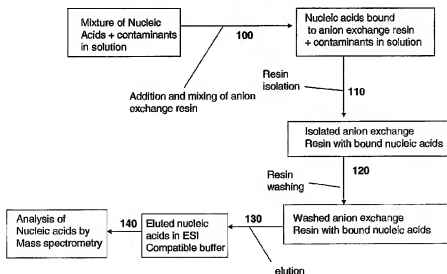 Mixture of Nucleic
Acids + contaminants
in solution
100
Addition and mixing of anion
exchange resin
Nucleic acids bound
to anion exchange resin
+ contaminants in solution
Resin
isolation
110
Isolated anion exchange
Resin with bound nucleic acids
120
Resin
washing
Washed anion exchange
Resin with bound nucleic acids
130
elution
Eluted nucleic
acids in ESI
Compatible buffer
140
Analysis of
Nucleic acids by
Mass spectrometry